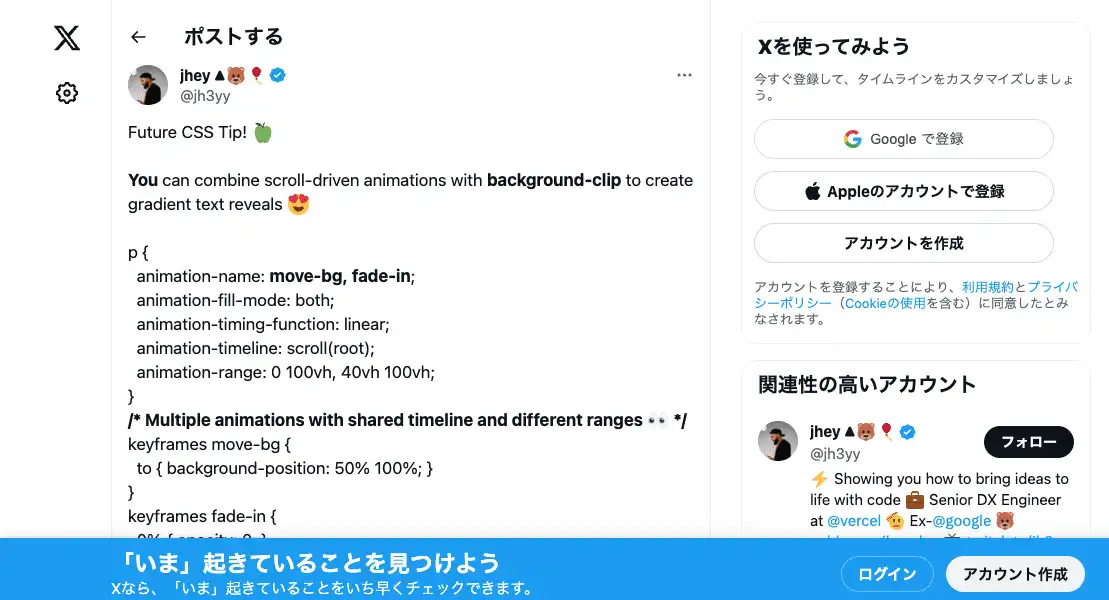 ポストする
jhey
@jh3yy
Future CSS Tip!
You can combine scroll-driven animations with background-clip to create
gradient text reveals 😍
p {
animation-name: move-bg, fade-in;
animation-fill-mode: both;
animation-timing-function: linear;
animation-timeline: scroll(root);
animation-range: 0 100vh, 40vh 100vh;
}
/* Multiple animations with shared timeline and different ranges 👀 */
keyframes move-bg {
to { background-position: 50% 100%; }
}
keyframes fade-in {
Xを使ってみよう
今すぐ登録して、タイムラインをカスタマイズしましょ
う。
Google で登録
Appleのアカウントで登録
アカウントを作成
アカウントを登録することにより、利用規約とプライバ
シーポリシー（Cookieの使用を含む）に同意したとみ
なされます。
関連性の高いアカウント
jhey
@jh3yy
フォロー
⚡ Showing you how to bring ideas to
life with code 💼 Senior DX Engineer
at @vercel 🫡 Ex-@google 🐻
「いま」起きていることを見つけよう
Xなら、「いま」起きていることをいち早くチェックできます。
ログイン
アカウント作成